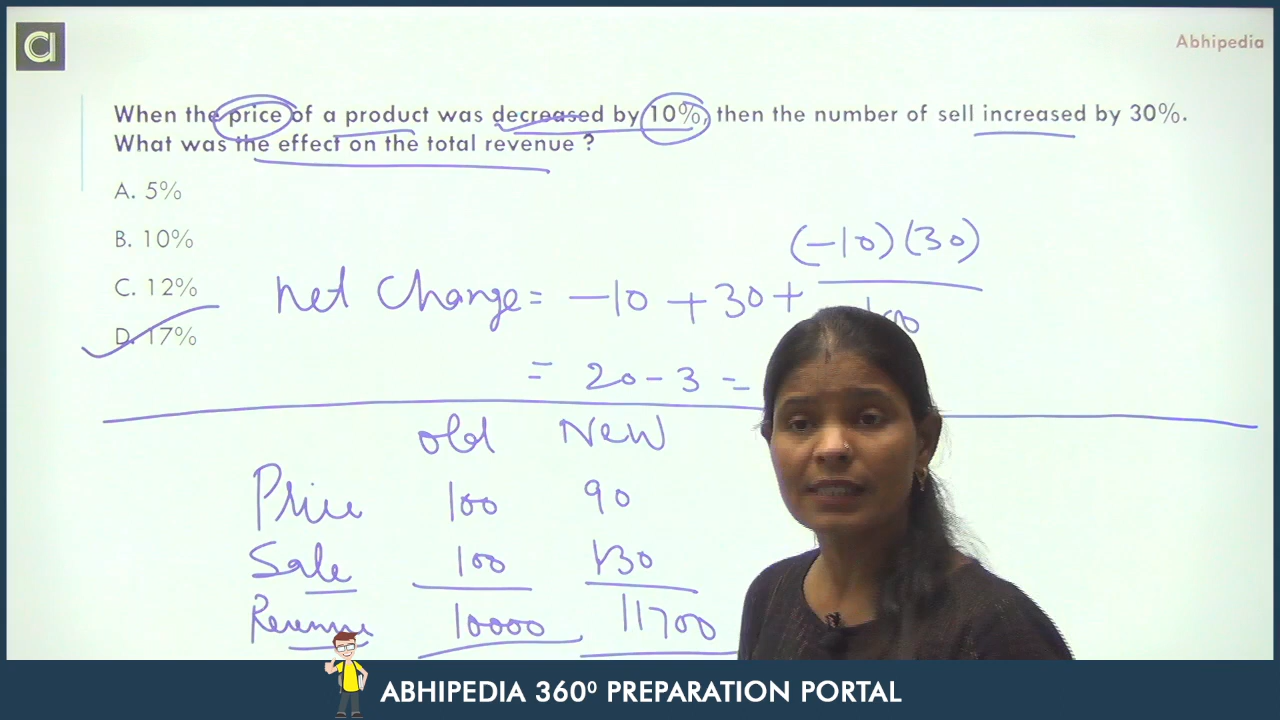 Abhipedia
When the price of a product was decreased by 10%, then the number of sell increased by 30%.
What was the effect on the total revenue ?
A. 5%
B. 10%
C. 12%
D. 17%
(-10)(30)
net Change = -10 + 30 +
100
= 20 - 3 =
old New
Price 100 90
Sale 100 130
Revenue 10000 11700
ABHIPEDIA 360⁰ PREPARATION PORTAL